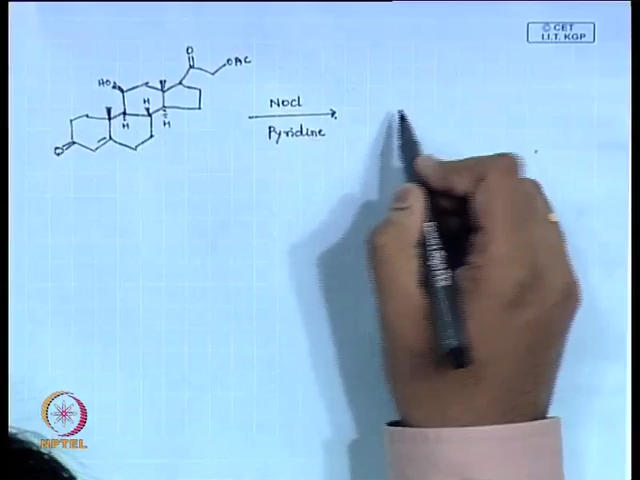 © CET
I.I.T. KGP
O
OAC
HO
H
H
H
O
NOCl
Pyridine
NPTEL